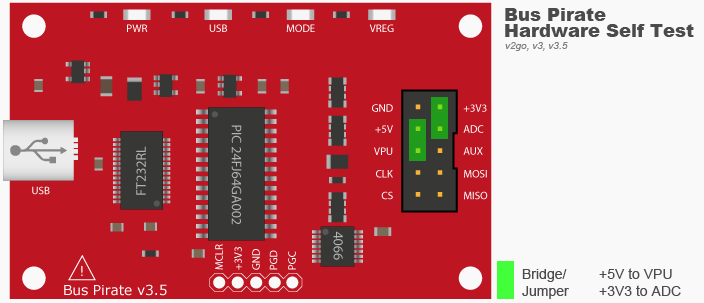 Bus Pirate
Hardware Self Test
v2go, v3, v3.5
PWR USB MODE VREG
GND +3V3
+5V ADC
VPU AUX
CLK MOSI
CS MISO
USB
FT232RL
PIC 24FJ64GA002
4066
MCLR
+3V3
GND
PGD
PGC
Bus Pirate v3.5
Bridge/ +5V to VPU
Jumper +3V3 to ADC